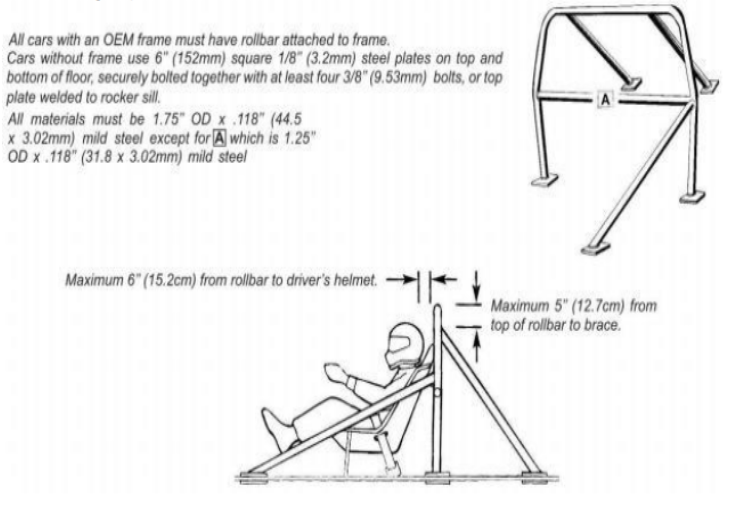 All cars with an OEM frame must have rollbar attached to frame.
Cars without frame use 6" (152mm) square 1/8" (3.2mm) steel plates on top and
bottom of floor, securely bolted together with at least four 3/8" (9.53mm) bolts, or top
plate welded to rocker sill.
All materials must be 1.75" OD x .118" (44.5
x 3.02mm) mild steel except for A which is 1.25"
OD x .118" (31.8 x 3.02mm) mild steel
A
Maximum 6" (15.2cm) from rollbar to driver's helmet.
Maximum 5" (12.7cm) from
top of rollbar to brace.